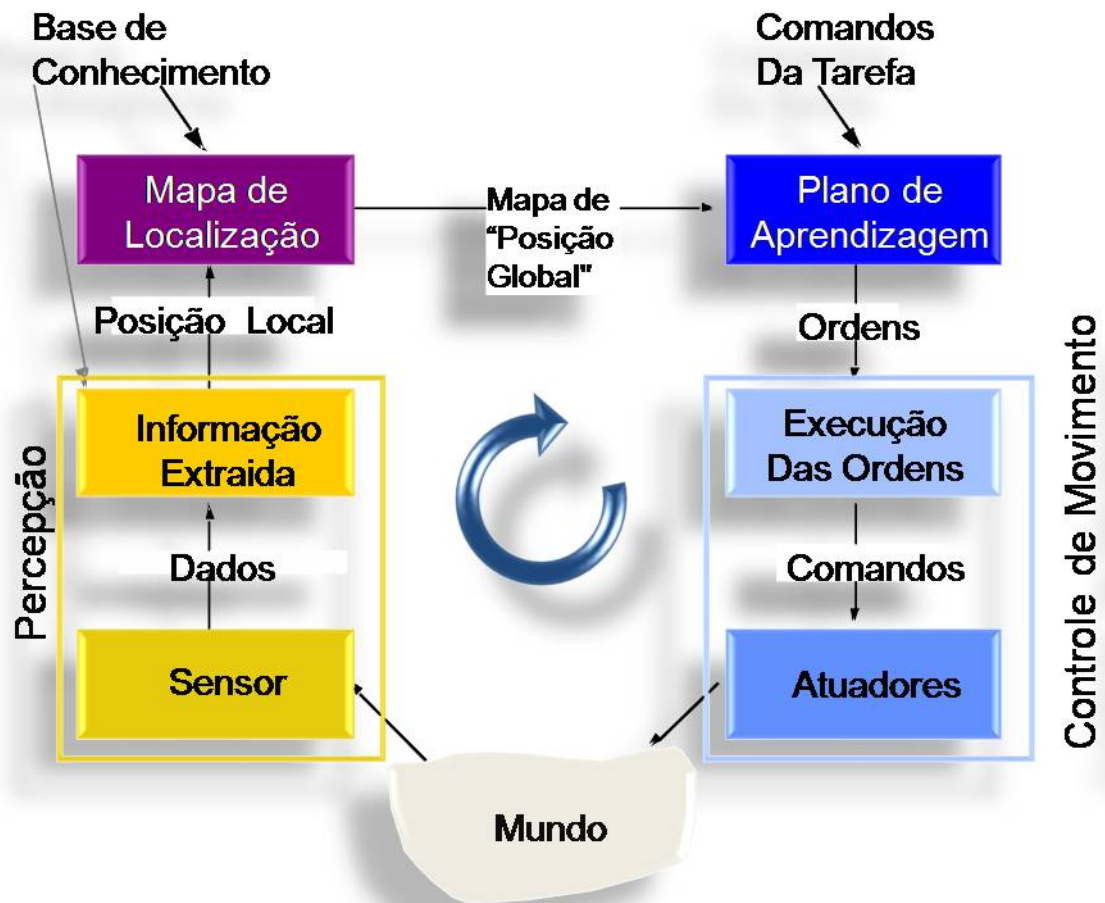 Base de
Conhecimento
Comandos
Da Tarefa
Mapa de
Localização
Mapa de
“Posição
Global"
Plano de
Aprendizagem
Posição Local
Ordens
Percepção
Informação
Extraida
Execução
Das Ordens
Controle de Movimento
Dados
Comandos
Sensor
Atuadores
Mundo